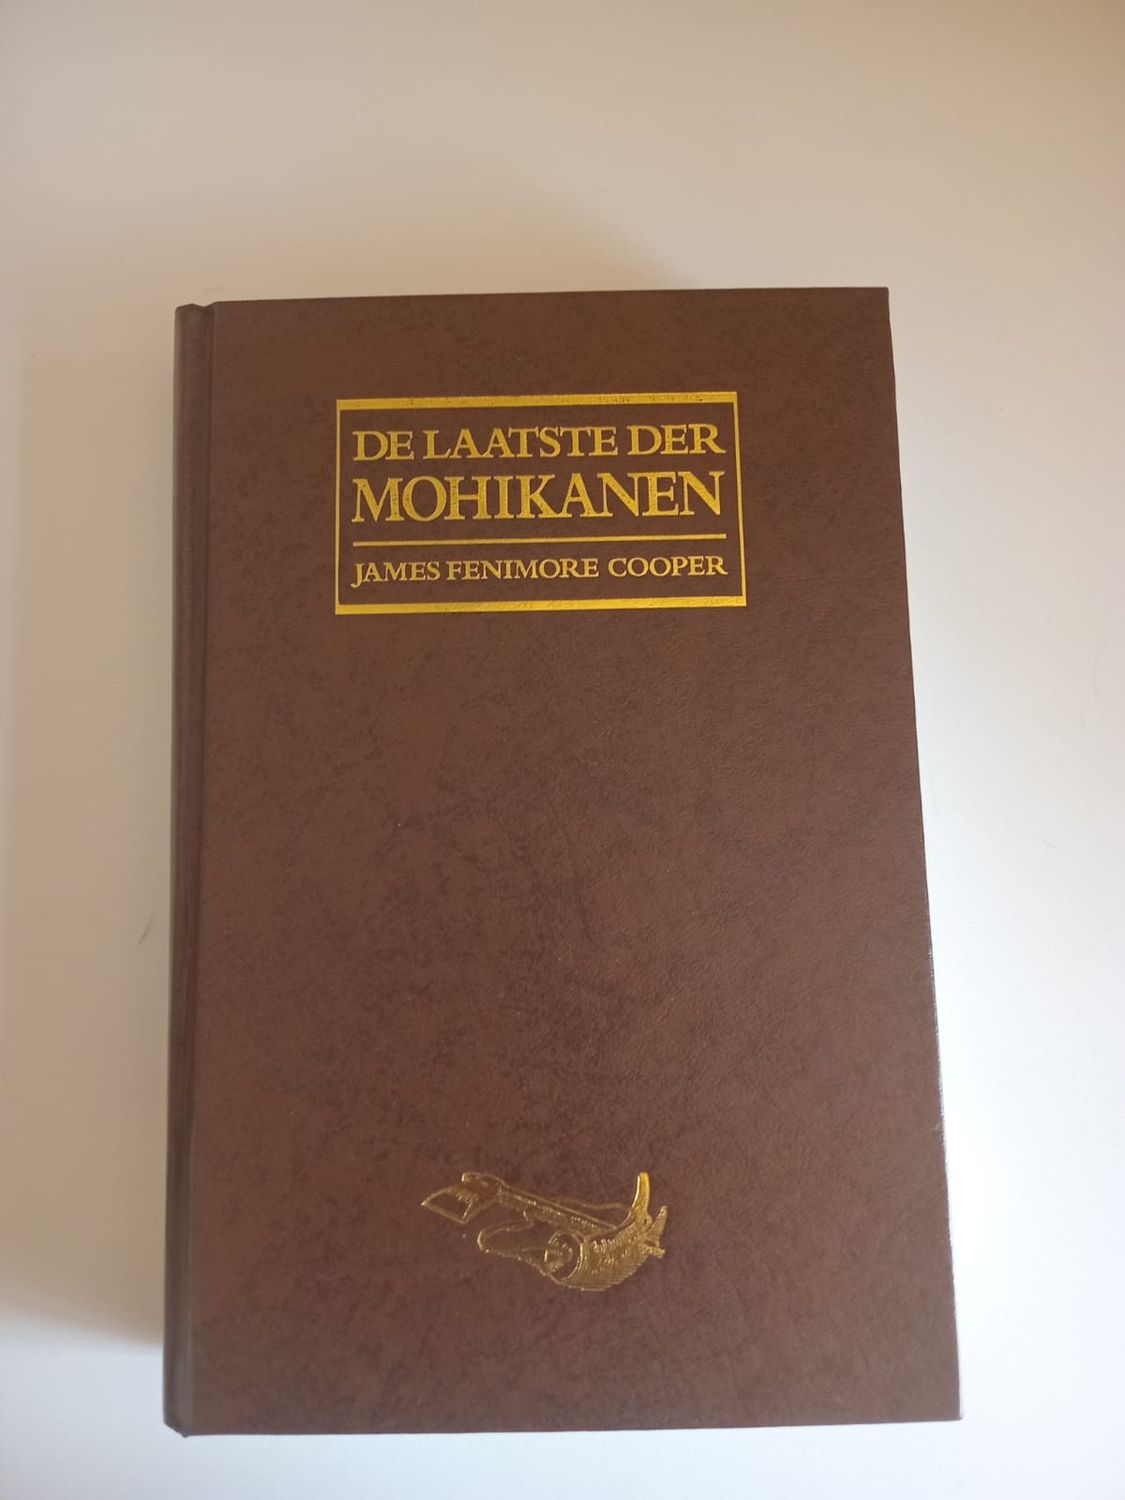 DE LAATSTE DER
MOHIKANEN
JAMES FENIMORE COOPER